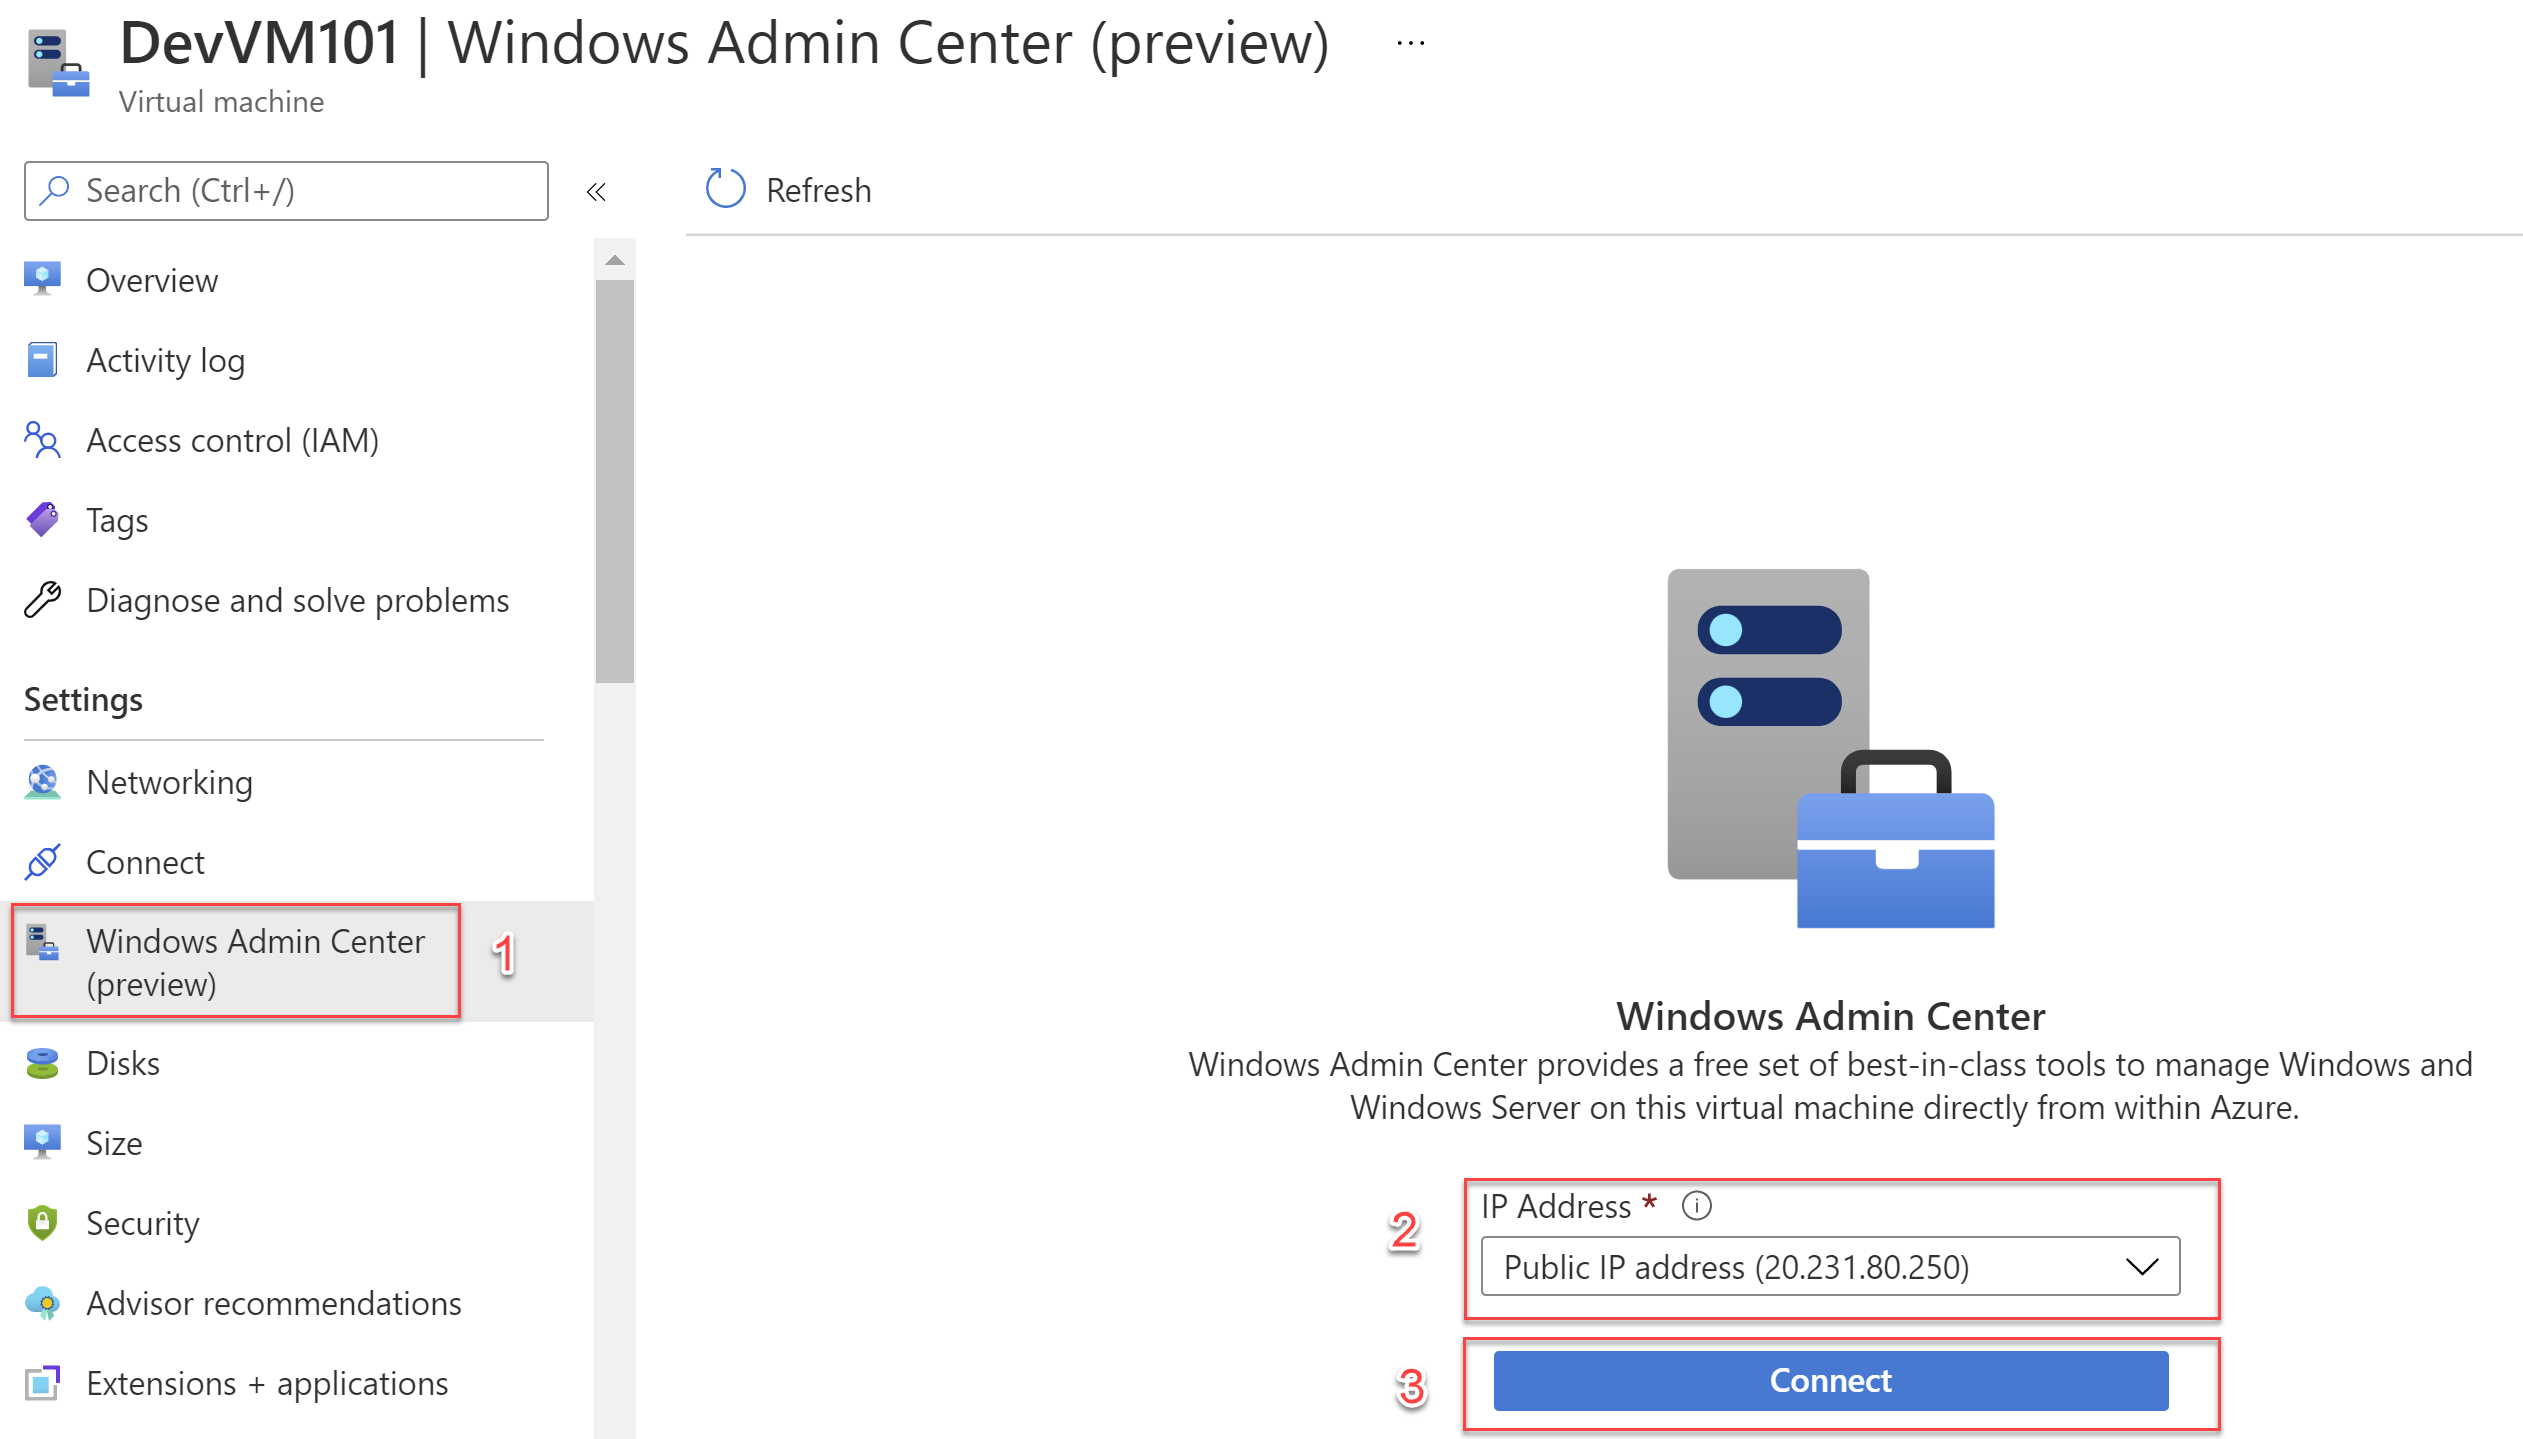 DevVM101 | Windows Admin Center (preview) ...
Virtual machine
Search (Ctrl+/)
«
Refresh
Overview
Activity log
Access control (IAM)
Tags
Diagnose and solve problems
Settings
Networking
Connect
Windows Admin Center
(preview)
1
Disks
Size
Security
Advisor recommendations
Extensions + applications
Windows Admin Center
Windows Admin Center provides a free set of best-in-class tools to manage Windows and
Windows Server on this virtual machine directly from within Azure.
2
IP Address *
Public IP address (20.231.80.250)
3
Connect